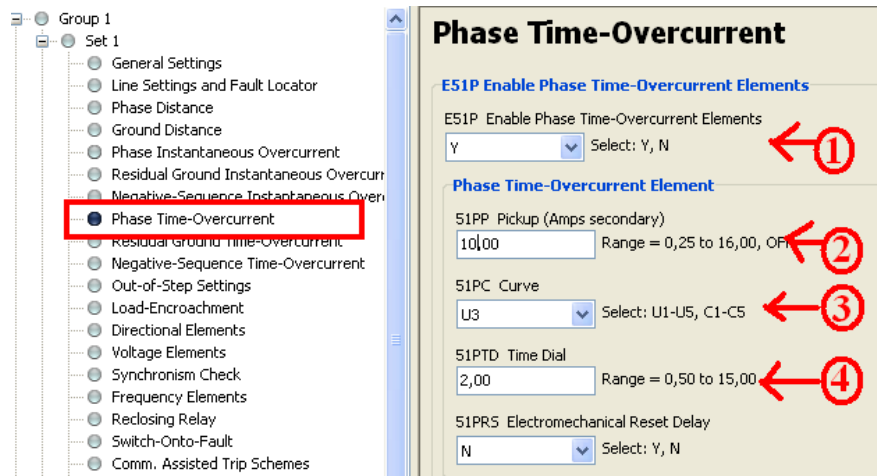 Group 1
Set 1
General Settings
Line Settings and Fault Locator
Phase Distance
Ground Distance
Phase Instantaneous Overcurrent
Residual Ground Instantaneous Overcurr
Negative-Sequence Instantaneous Over
Phase Time-Overcurrent
Residual Ground Time-Overcurrent
Negative-Sequence Time-Overcurrent
Out-of-Step Settings
Load-Encroachment
Directional Elements
Voltage Elements
Synchronism Check
Frequency Elements
Reclosing Relay
Switch-Onto-Fault
Comm. Assisted Trip Schemes
Phase Time-Overcurrent
E51P Enable Phase Time-Overcurrent Elements
E51P Enable Phase Time-Overcurrent Elements
Y Select: Y, N
1
Phase Time-Overcurrent Element
51PP Pickup (Amps secondary)
10,00 Range = 0,25 to 16,00, OF
2
51PC Curve
U3 Select: U1-U5, C1-C5
3
51PTD Time Dial
2,00 Range = 0,50 to 15,00
4
51PRS Electromechanical Reset Delay
N Select: Y, N